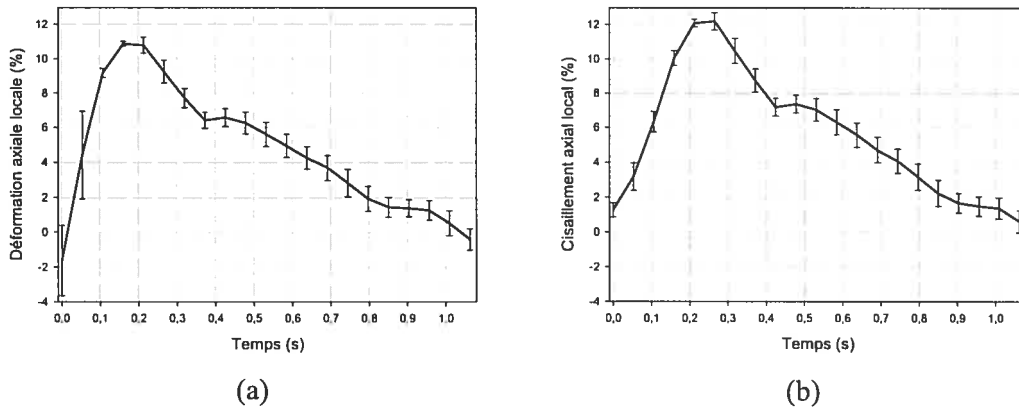 Déformation axiale locale (%)
12
10
8
6
4
2
0
-2
-4
0,0 0,1 0,2 0,3 0,4 0,5 0,6 0,7 0,8 0,9 1,0
Temps (s)
(a)
Cisaillement axial local (%)
12
10
8
6
4
2
0
-2
-4
0,0 0,1 0,2 0,3 0,4 0,5 0,6 0,7 0,8 0,9 1,0
Temps (s)
(b)